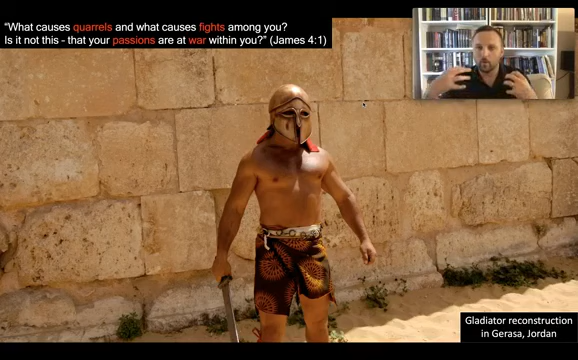 “What causes quarrels and what causes fights among you?
Is it not this - that your passions are at war within you?” (James 4:1)
Gladiator reconstruction
in Gerasa, Jordan